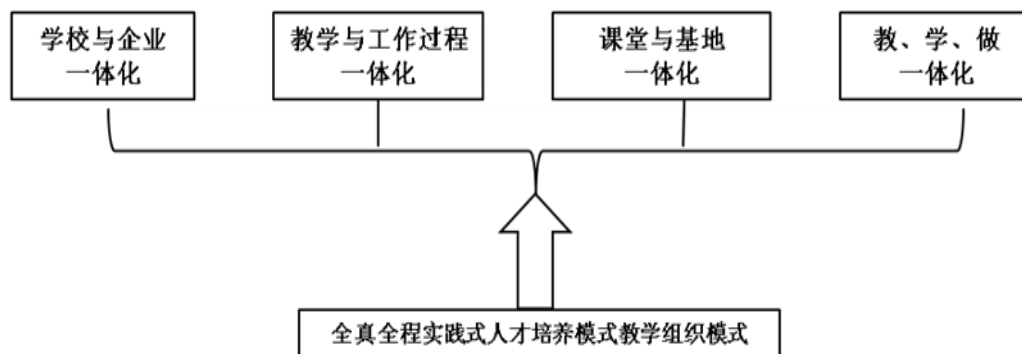 学校与企业
一体化
教学与工作过程
一体化
课堂与基地
一体化
教、学、做
一体化
全真全程实践式人才培养模式教学组织模式